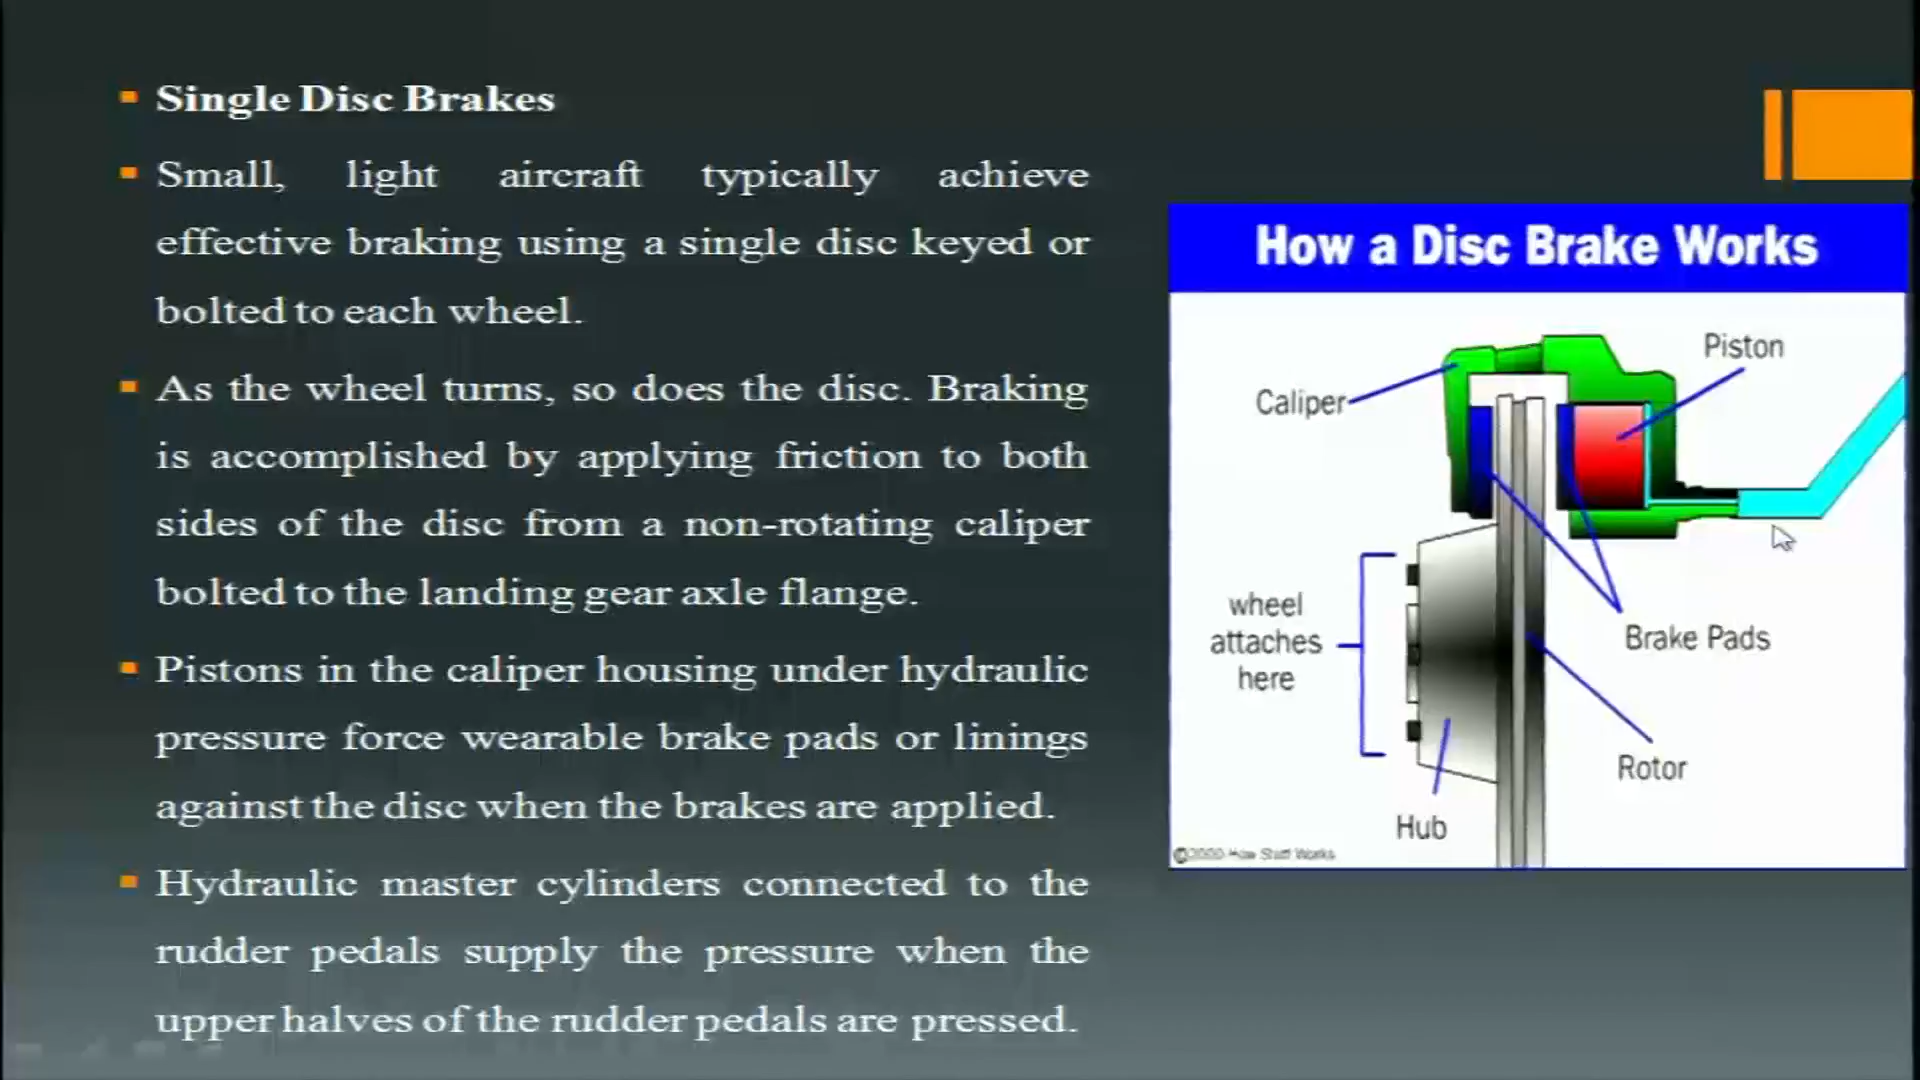 Single Disc Brakes
Small, light aircraft typically achieve
effective braking using a single disc keyed or
bolted to each wheel.
As the wheel turns, so does the disc. Braking
is accomplished by applying friction to both
sides of the disc from a non-rotating caliper
bolted to the landing gear axle flange.
Pistons in the caliper housing under hydraulic
pressure force wearable brake pads or linings
against the disc when the brakes are applied.
Hydraulic master cylinders connected to the
rudder pedals supply the pressure when the
upper halves of the rudder pedals are pressed.
How a Disc Brake Works
Piston
Caliper
wheel
attaches
here
Brake Pads
Rotor
Hub
©2000 How Stuff Works